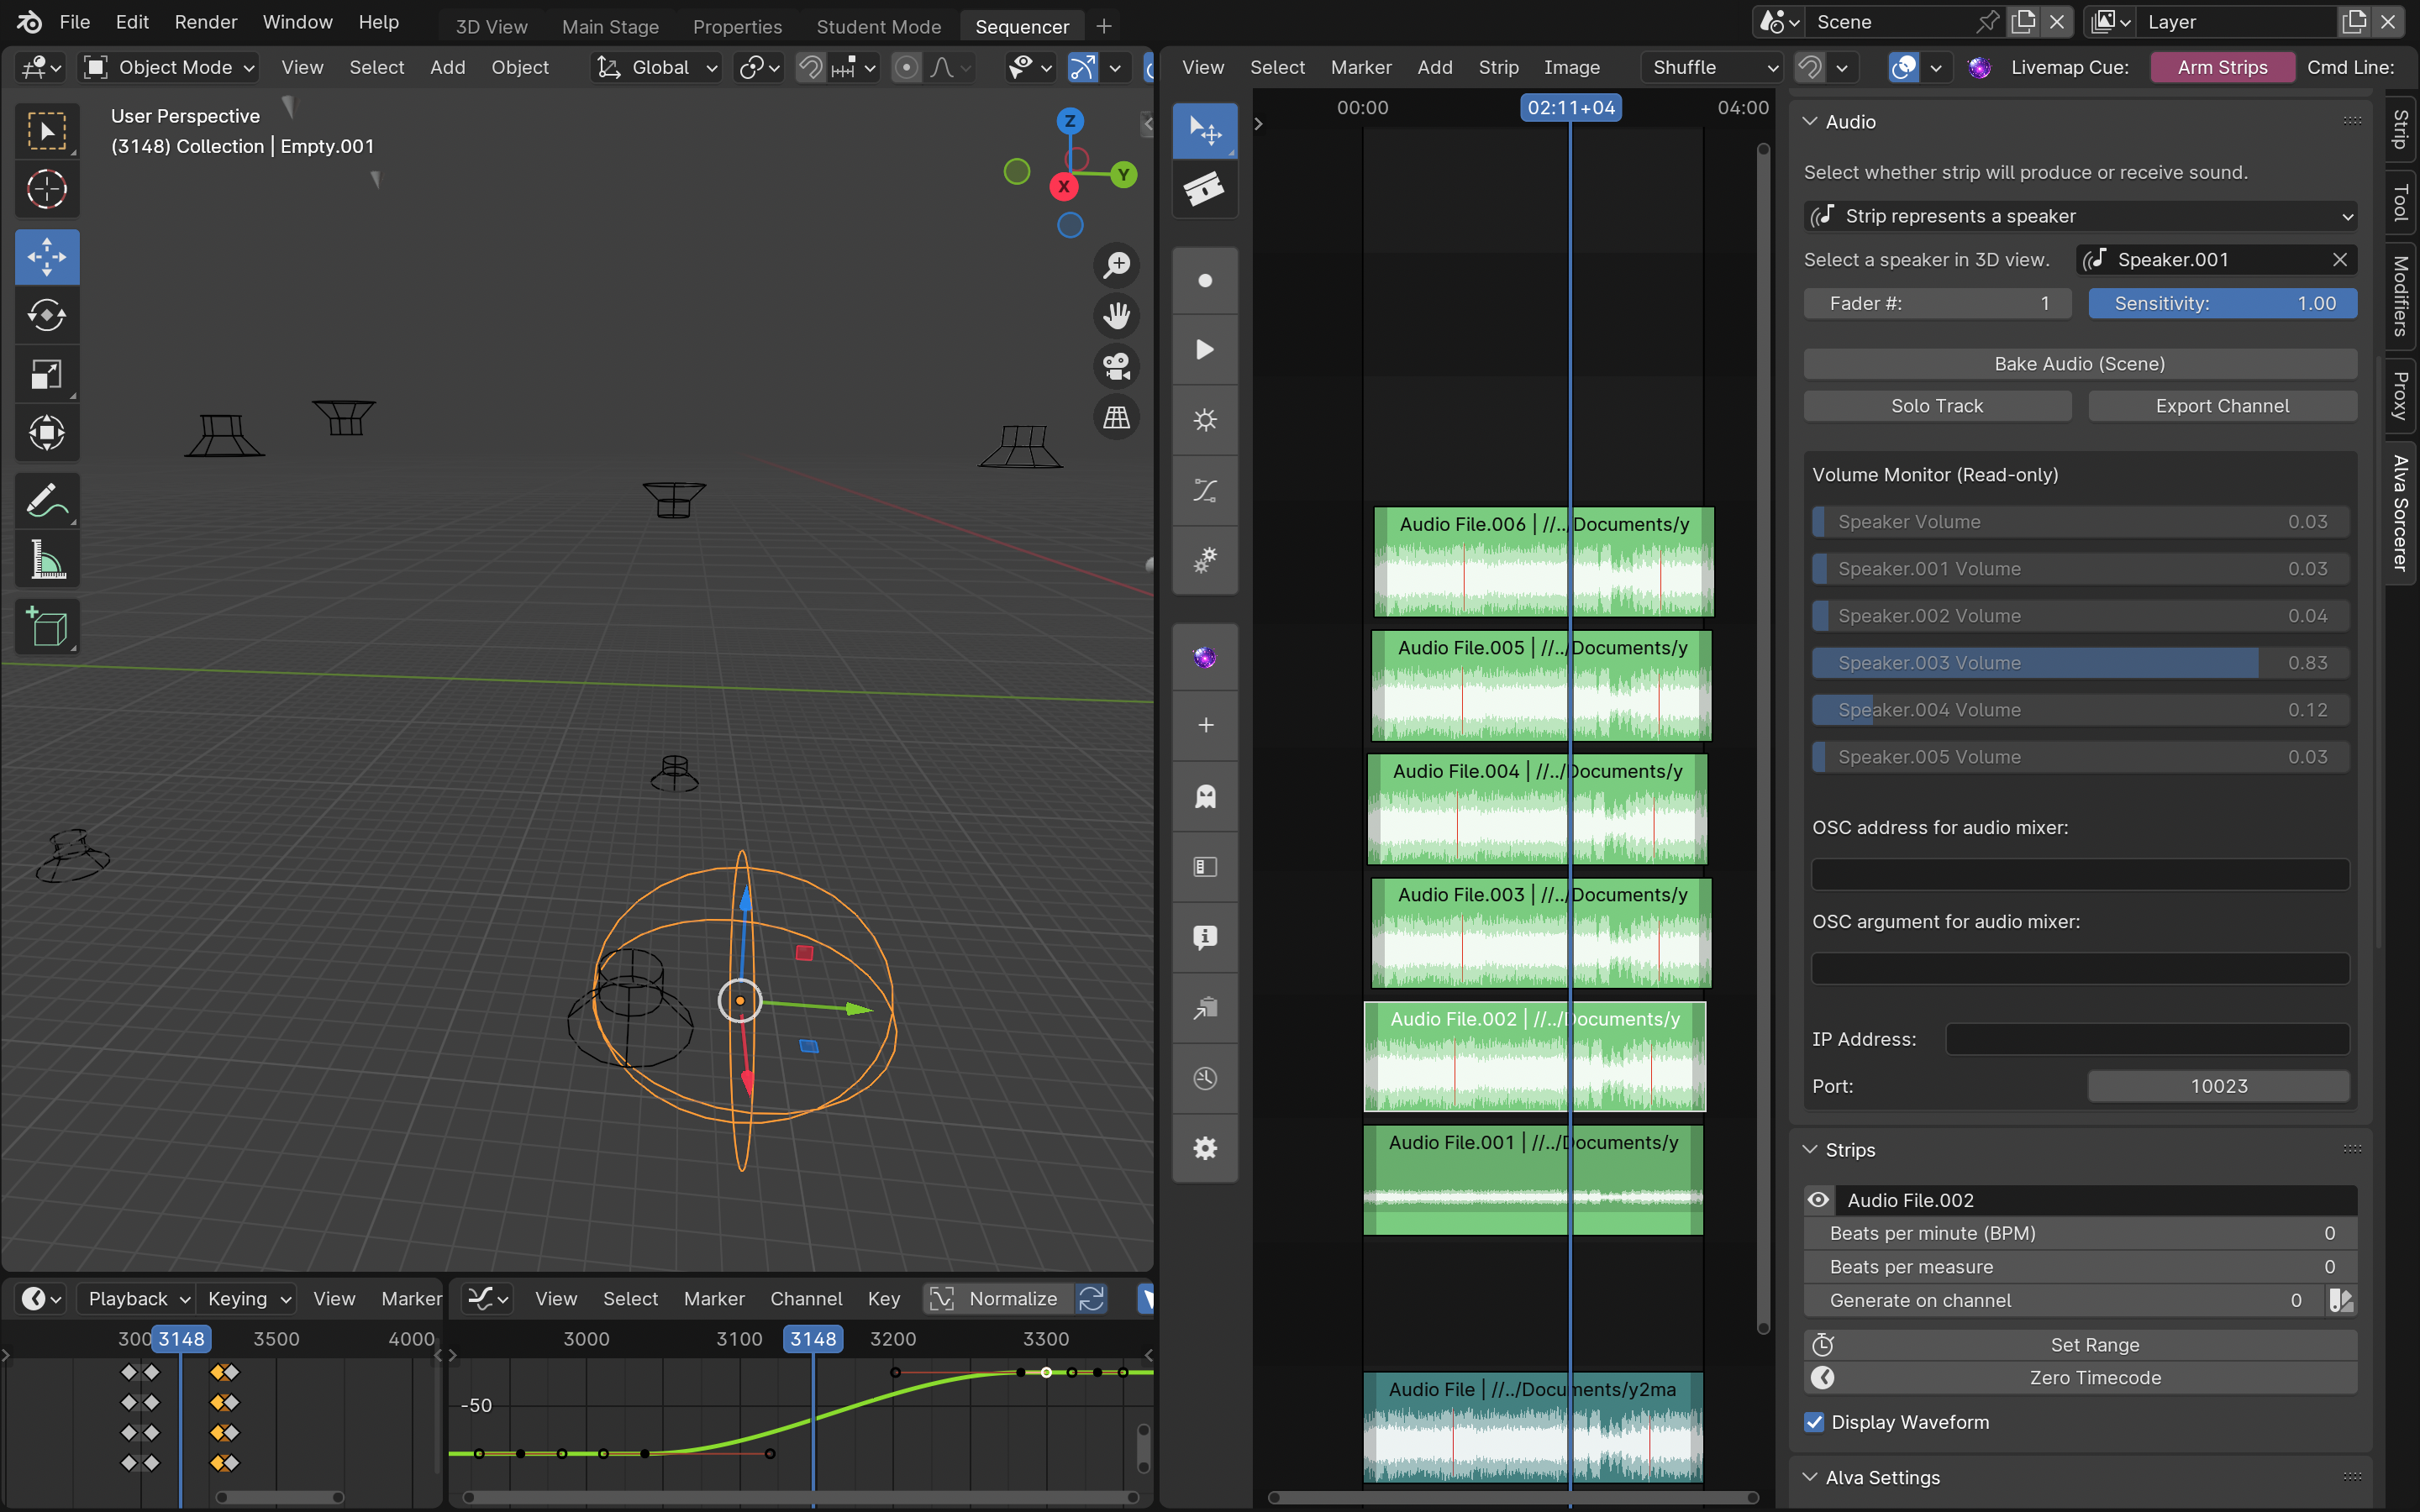 File Edit Render Window Help
3D View Main Stage Properties Student Mode Sequencer
Scene
Layer
Object Mode View Select Add Object
Global
View Select Marker Add Strip Image
Shuffle
Livemap Cue:
Arm Strips
Cmd Line:
User Perspective
(3148) Collection | Empty.001
Z
Y
X
00:00
02:11+04
04:00
Audio File.006 | //../Documents/y
Audio File.005 | //../Documents/y
Audio File.004 | //../Documents/y
Audio File.003 | //../Documents/y
Audio File.002 | //../Documents/y
Audio File.001 | //../Documents/y
Audio File | //../Documents/y2ma
Audio
Select whether strip will produce or receive sound.
Strip represents a speaker
Select a speaker in 3D view.
Speaker.001
Fader #: 1
Sensitivity: 1.00
Bake Audio (Scene)
Solo Track
Export Channel
Volume Monitor (Read-only)
Speaker Volume 0.03
Speaker.001 Volume 0.03
Speaker.002 Volume 0.04
Speaker.003 Volume 0.83
Speaker.004 Volume 0.12
Speaker.005 Volume 0.03
OSC address for audio mixer:
OSC argument for audio mixer:
IP Address:
Port: 10023
Strips
Audio File.002
Beats per minute (BPM) 0
Beats per measure 0
Generate on channel 0
Set Range
Zero Timecode
Display Waveform
Alva Settings
Strip
Tool
Modifiers
Proxy
Alva Sorcerer
Playback Keying View Marker
300 3148 3500 4000
View Select Marker Channel Key
Normalize
3000 3100 3148 3200 3300
-50